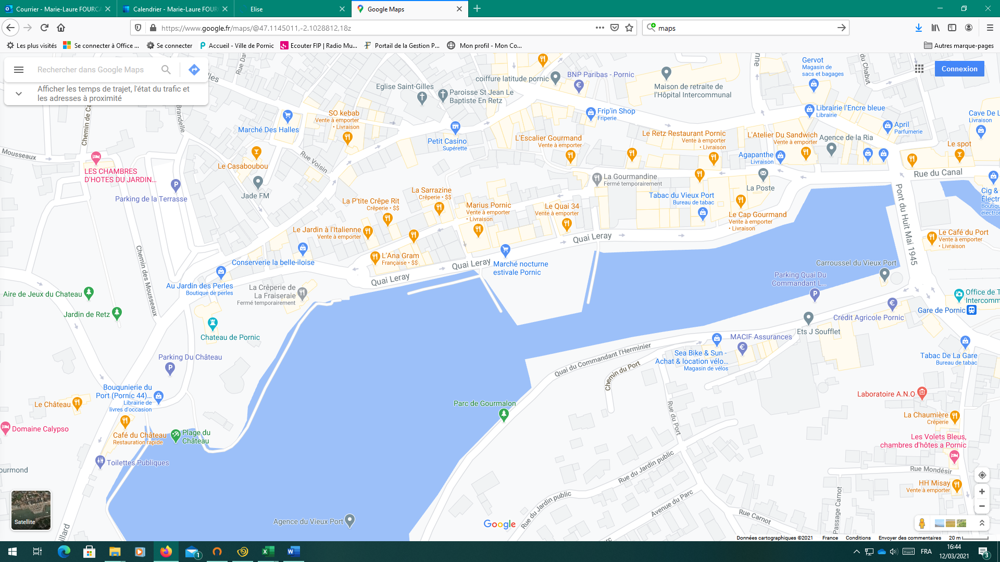 Courrier - Marie-Laure FOURCA
Calendrier - Marie-Laure FOUR
Elise
Google Maps
https://www.google.fr/maps/@47.1145011,-2.1028812,18z
maps
Les plus visités
Se connecter à Office ...
Se connecter
Accueil - Ville de Pornic
Ecouter FIP | Radio Mu...
Portail de la Gestion P...
Mon profil - Mon Co...
Autres marque-pages
Rechercher dans Google Maps
Afficher les temps de trajet, l'état du trafic et
les adresses à proximité
Connexion
Rue Da
Gervot
Magasin de
sacs et bagages
du Chabut
BNP Paribas - Pornic
coiffure latitude pornic
Maison de retraite de
l'Hôpital Intercommunal
Eglise Saint-Gilles
Paroisse St Jean Le
Baptiste En Retz
Chemin de Ca
Brandelle
SO kebab
Vente à emporter
• Livraison
Frip'in Shop
Friperie
Librairie l'Encre bleue
Librairie
Cave De L
Livraison
April
Parfumerie
Marché Des Halles
Petit Casino
Supérette
L'Escalier Gourmand
Vente à emporter
Le Retz Restaurant Pornic
Vente à emporter
• Livraison
L'Atelier Du Sandwich
Vente à emporter
Agence de la Ria
Le spot
Mousseaux
Rue Voisin
Agapanthe
Livraison
Le Casaboubou
LES CHAMBRES
D'HOTES DU JARDIN...
La Gourmandine
Fermé temporairement
La Poste
Rue du Canal
Pont du Huit Mai 1945
Jade FM
Parking de la Terrasse
La Sarrazine
Crêperie • $$
La P'tite Crêpe Rit
Crêperie • $$
Marius Pornic
Vente à emporter
• Livraison
Le Quai 34
Vente à emporter
Tabac du Vieux Port
Bureau de tabac
Cig &
Électr
Boutiq
électro
Le Cap Gourmand
Vente à emporter
• Livraison
Le Jardin à l'Italienne
Vente à emporter
Quai Leray
Le Café du Port
Vente à emporter
• Livraison
L'Ana Gram
Française • $$
Conserverie la belle-iloise
Quai Leray
Marché nocturne
estivale Pornic
Carroussel du Vieux Port
Chemin des Mousseaux
Quai Leray
Parking Quai Du
Commandant L...
Au Jardin des Perles
Boutique de perles
La Crêperie de
La Fraiseraie
Fermé temporairement
Aire de Jeux du Chateau
Office de T
Intercomm
Jardin de Retz
Gare de Pornic
Crédit Agricole Pornic
Ets J Soufflet
Chateau de Pornic
MACIF Assurances
Quai du Commandant l'Herminier
Sea Bike & Sun -
Achat & location vélo...
Magasin de vélos
Parking Du Château
Chemin du Port
Tabac De La Gare
Bureau de tabac
Bouqunierie du
Port (Pornic 44)...
Librairie de
livres d'occasion
Laboratoire A.N.O
Le Château
Parc de Gourmalon
Rue du Port
La Chaumière
Crêperie
Domaine Calypso
Café du Château
Restauration rapide
Plage du
Château
Les Volets Bleus,
chambres d'hôtes a Pornic
Toilettes Publiques
ourmond
Rue du Jardin public
Rue Mondésir
HH Misay
Vente à emporter
Rue du Jardin public
Avenue du Parc
Passage Carnot
Rue Carnot
Satellite
illard
Agence du Vieux Port
Google
Données cartographiques ©2021
France
Conditions
Envoyer des commentaires
20 m
1
FRA
16:44
12/03/2021
3